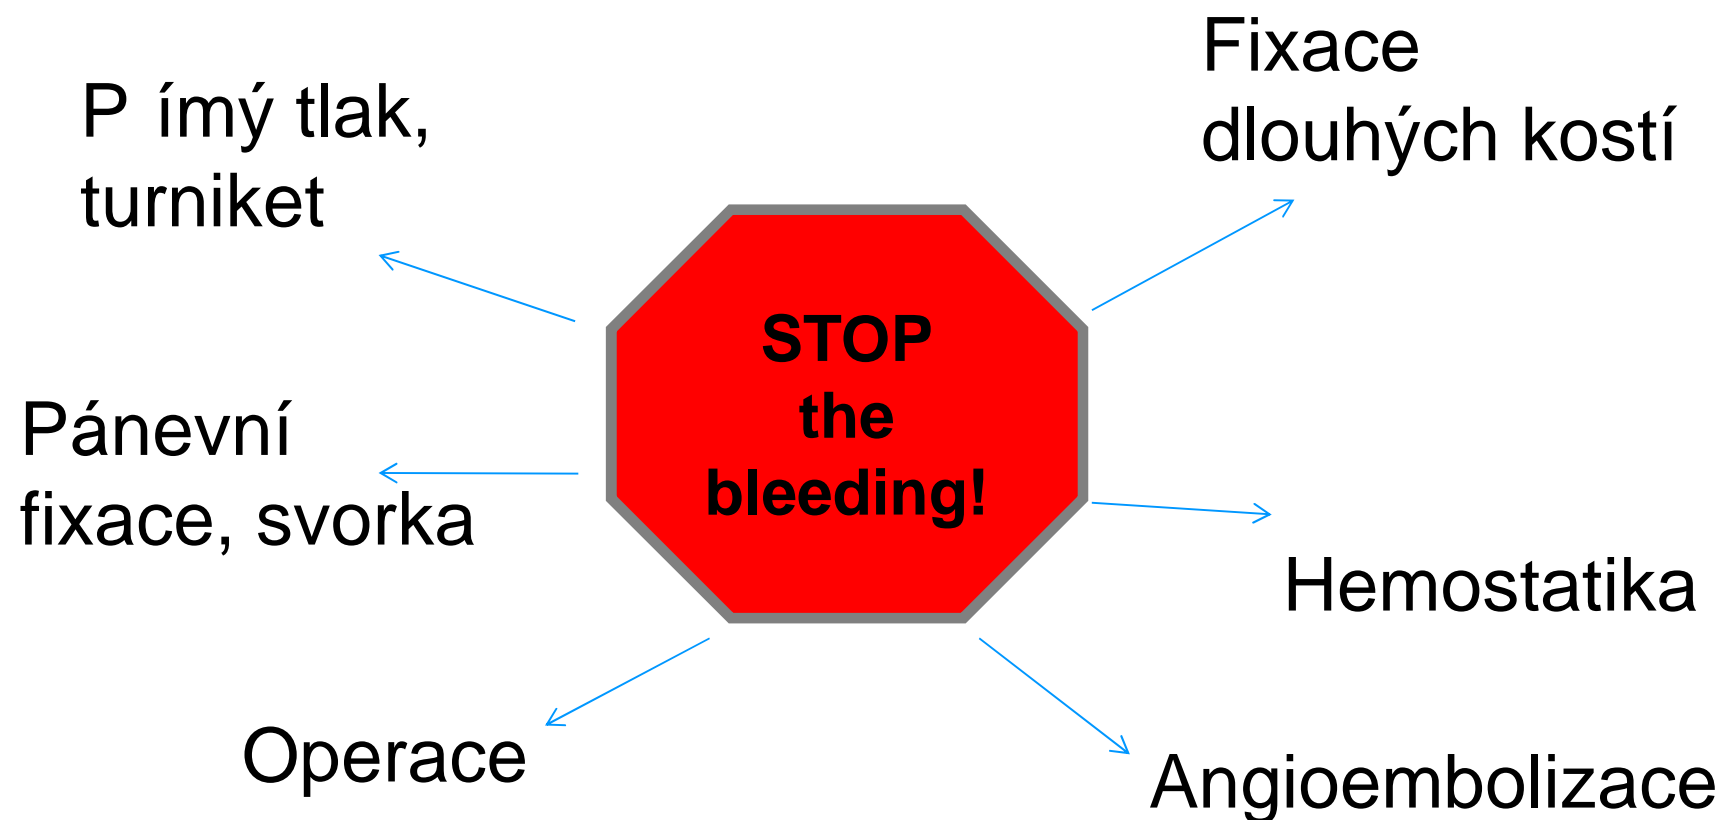 P ímý tlak,
turniket
Fixace
dlouhých kostí
STOP
the
bleeding!
Pánevní
fixace, svorka
Hemostatika
Operace
Angioembolizace